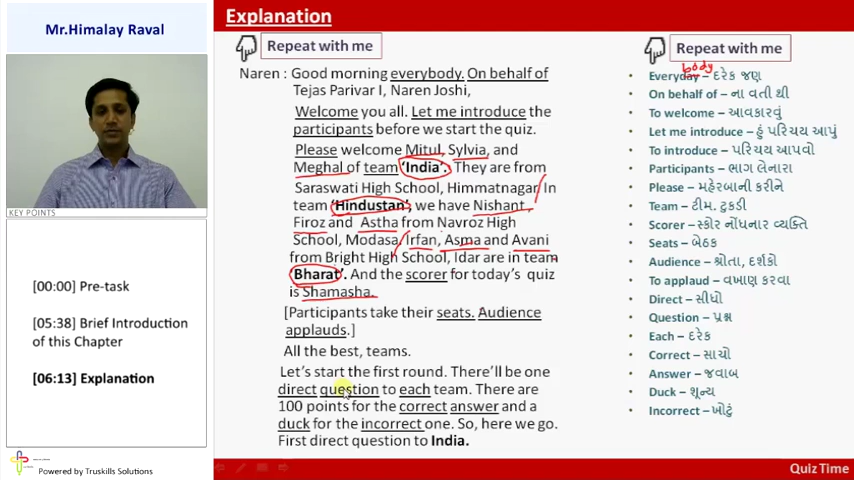 Mr.Himalay Raval
KEY POINTS
[00:00] Pre-task
[05:38] Brief Introduction
of this Chapter
[06:13] Explanation
Powered by Truskills Solutions
Explanation
Repeat with me
Naren : Good morning everybody. On behalf of
Tejas Parivar I, Naren Joshi,
Welcome you all. Let me introduce the
participants before we start the quiz.
Please welcome Mitul, Sylvia, and
Meghal of team ‘India’. They are from
Saraswati High School, Himmatnagar. In
team ‘Hindustan’, we have Nishant,
Firoz and Astha from Navroz High
School, Modasa. Irfan, Asma and Avani
from Bright High School, Idar are in team
‘Bharat’. And the scorer for today’s quiz
is Shamasha.
[Participants take their seats. Audience
applauds.]
All the best, teams.
Let’s start the first round. There’ll be one
direct question to each team. There are
100 points for the correct answer and a
duck for the incorrect one. So, here we go.
First direct question to India.
Repeat with me
body
• Everyday – દરેક જણ
• On behalf of – ના વતી થી
• To welcome – આવકારવું
• Let me introduce – હું પરિચય આપું
• To introduce – પરિચય આપવો
• Participants – ભાગ લેનારા
• Please – મહેરબાની કરીને
• Team – ટીમ. ટુકડી
• Scorer – સ્કોર નોંધનાર વ્યક્તિ
• Seats – બેઠક
• Audience – શ્રોતા, દર્શકો
• To applaud – વખાણ કરવા
• Direct – સીધો
• Question – પ્રશ્ન
• Each – દરેક
• Correct – સાચો
• Answer – જવાબ
• Duck – શૂન્ય
• Incorrect – ખોટું
Quiz Time